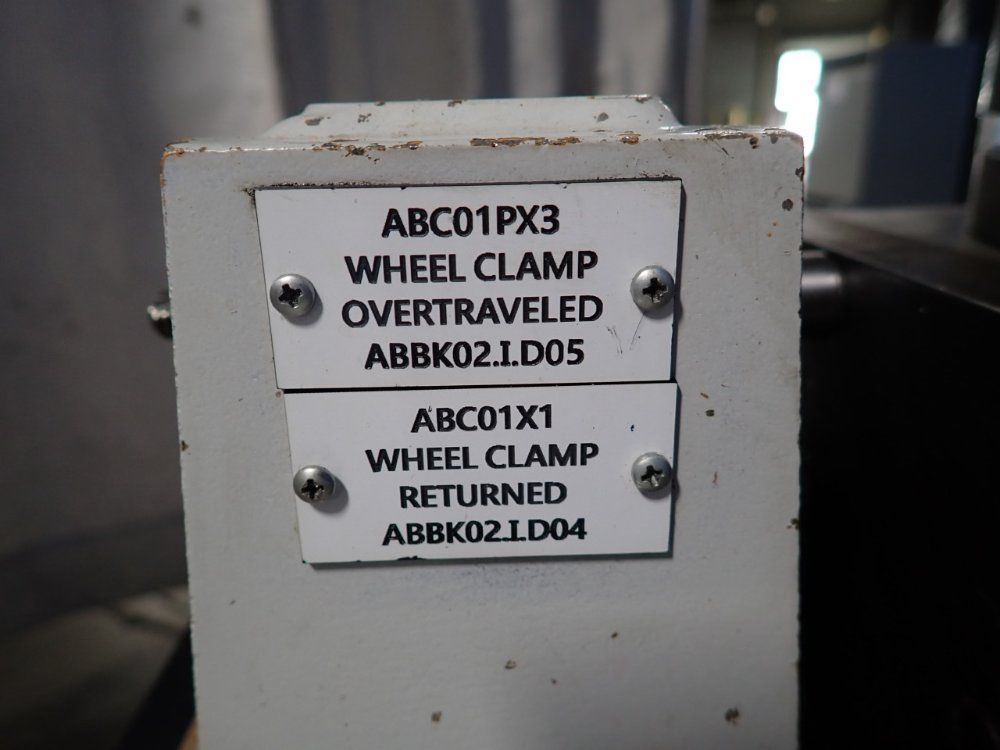 ABC01PX3
WHEEL CLAMP
OVERTRAVELED
ABBK02.I.D05
ABC01X1
WHEEL CLAMP
RETURNED
ABBK02.I.D04